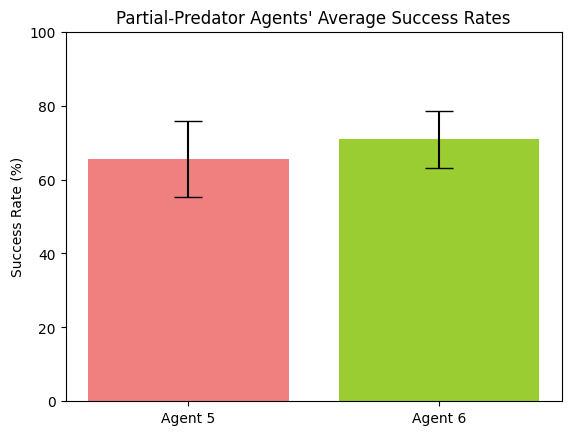 Partial-Predator Agents' Average Success Rates
100
80
60
40
20
0
Success Rate (%)
Agent 5
Agent 6